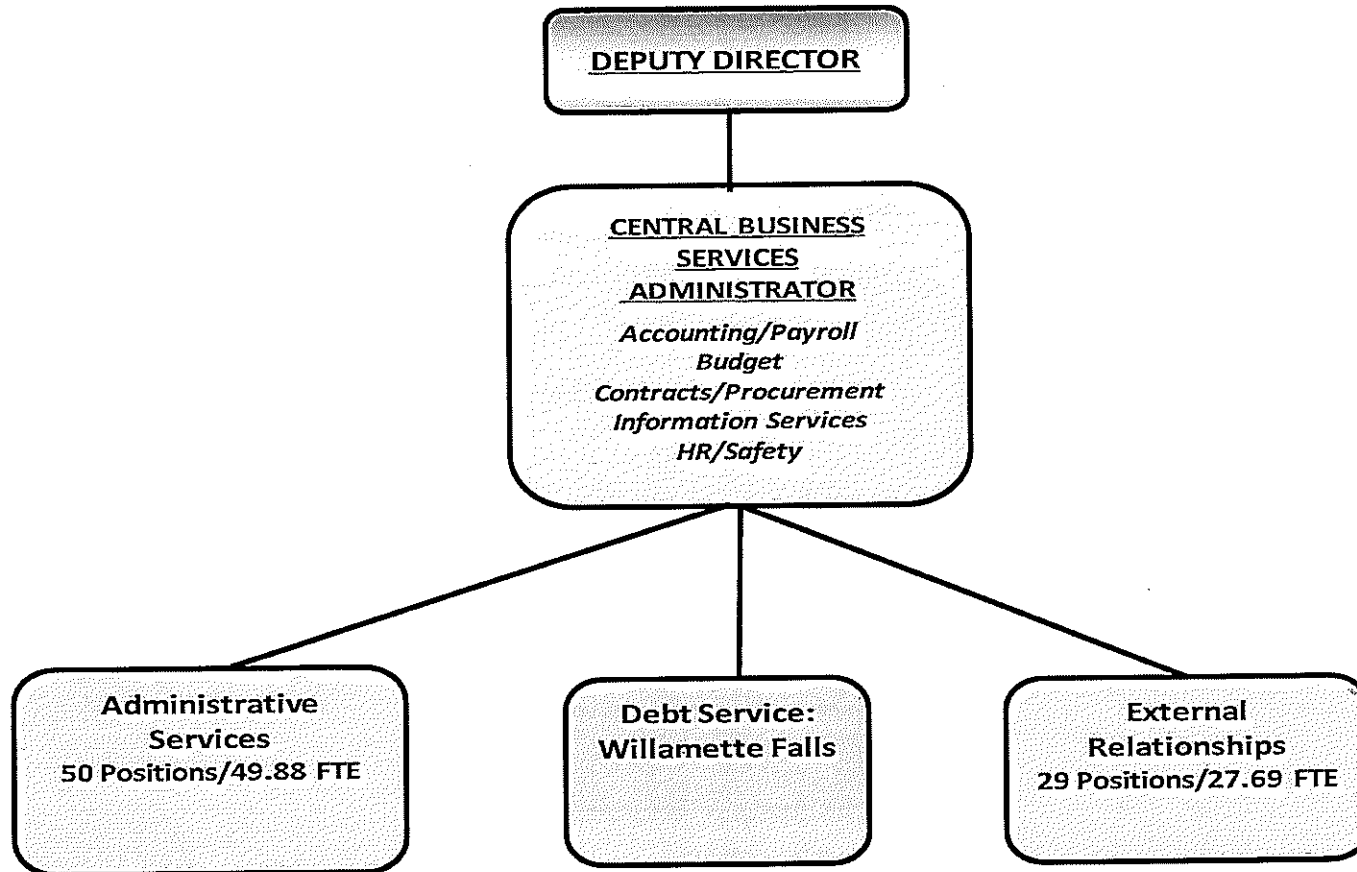 DEPUTY DIRECTOR
CENTRAL BUSINESS
SERVICES
ADMINISTRATOR
Accounting/Payroll
Budget
Contracts/Procurement
Information Services
HR/Safety
Administrative
Services
50 Positions/49.88 FTE
Debt Service:
Willamette Falls
External
Relationships
29 Positions/27.69 FTE